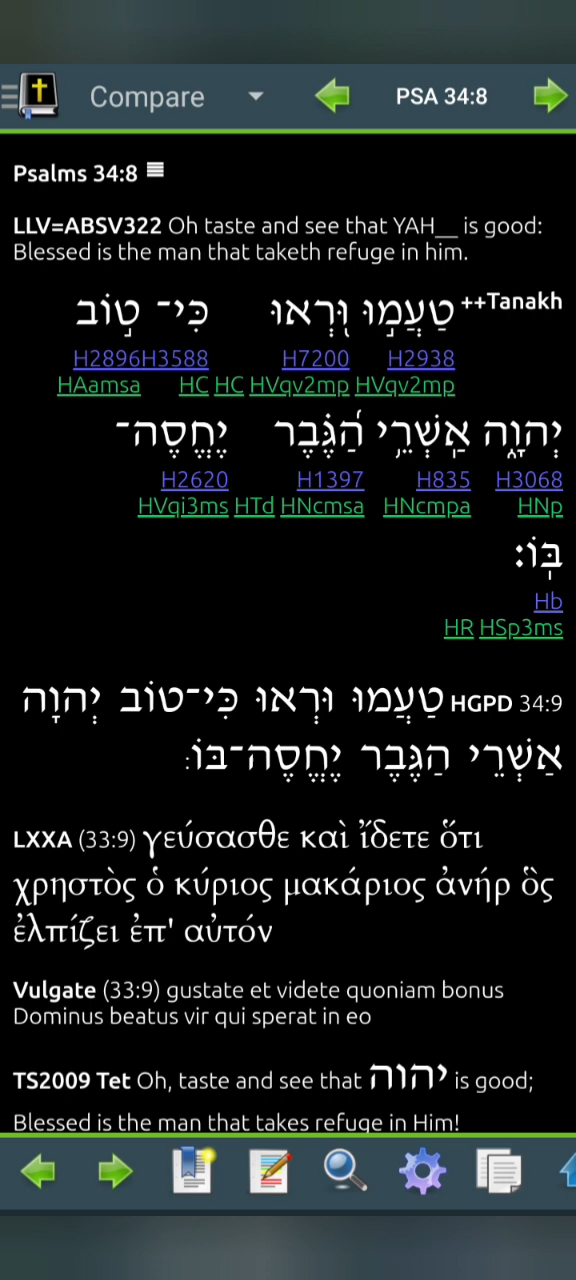 Compare
PSA 34:8
Psalms 34:8
LLV=ABSV322 Oh taste and see that YAH__ is good:
Blessed is the man that taketh refuge in him.
++Tanakh טַעֲמ֣וּ וּ֭רְאוּ כִּי־ ט֣וֹב
H2896H3588 H7200 H2938
HAamsa HC HC HVqv2mp HVqv2mp
יְהוָ֑ה אַֽשְׁרֵ֥י הַ֝גֶּ֗בֶר יֶחֱסֶה־
H2620 H1397 H835 H3068
HVqi3ms HTd HNcmsa HNcmpa HNp
בּֽוֹ׃
Hb
HR HSp3ms
HGPD 34:9 טַעֲמוּ וּרְאוּ כִּי־טוֹב יְהוָה
אַשְׁרֵי הַגֶּבֶר יֶחֱסֶה־בּוֹ׃
LXXA (33:9) γεύσασθε καὶ ἴδετε ὅτι
χρηστὸς ὁ κύριος μακάριος ἀνήρ ὃς
ἐλπίζει ἐπ' αὐτόν
Vulgate (33:9) gustate et videte quoniam bonus
Dominus beatus vir qui sperat in eo
TS2009 Tet Oh, taste and see that יהוה is good;
Blessed is the man that takes refuge in Him!